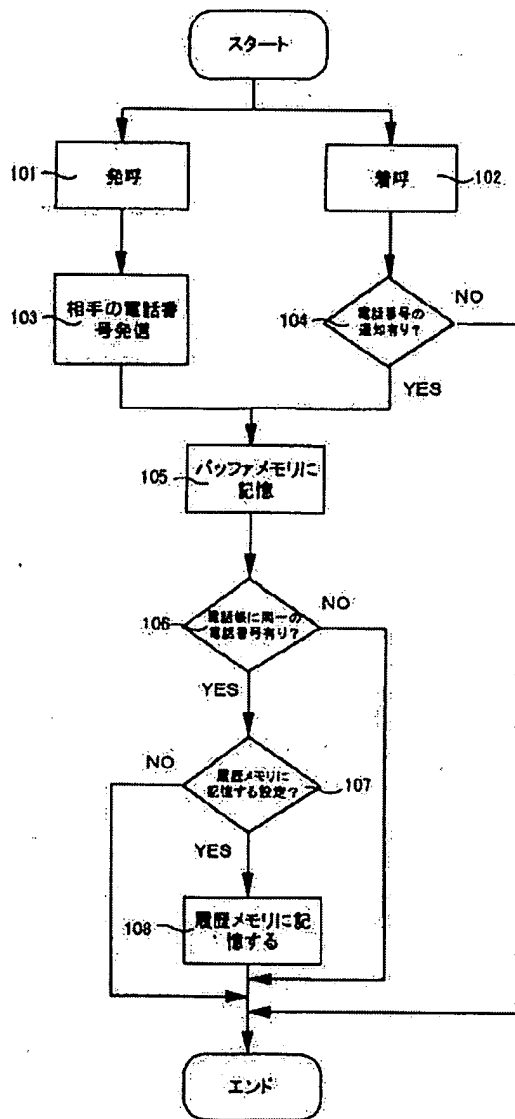 スタート
101
発呼
着呼
102
103
相手の電話番
号発信
104
電話番号の
通知有り?
NO
YES
105
バッファメモリに
記憶
106
電話帳に同一の
電話番号有り?
NO
YES
NO
履歴メモリに
記憶する設定?
107
YES
108
履歴メモリに記
憶する
エンド